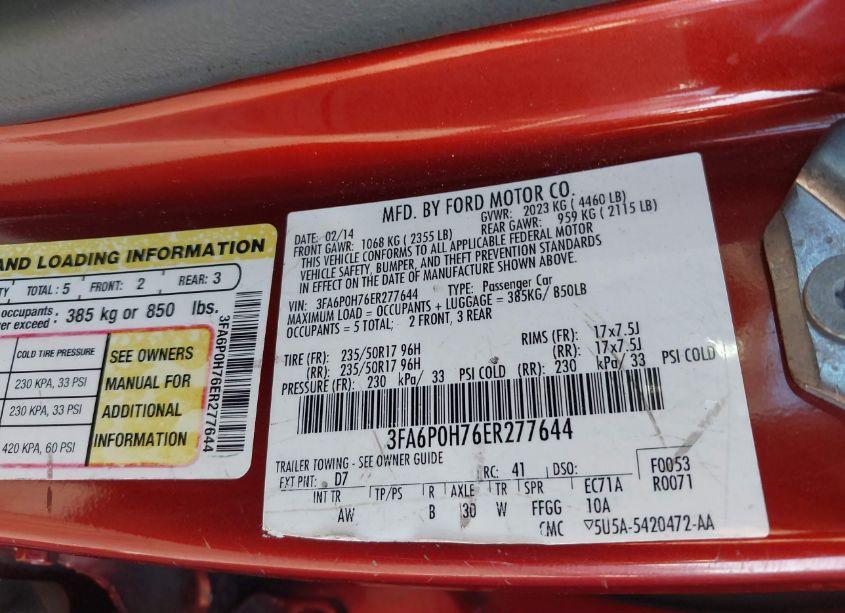 AND LOADING INFORMATION
TOTAL: 5 FRONT: 2 REAR: 3
occupants
exceed: 385 kg or 850 lbs.
COLD TIRE PRESSURE
230 KPA, 33 PSI
230 KPA, 33 PSI
420 KPA, 60 PSI
SEE OWNERS
MANUAL FOR
ADDITIONAL
INFORMATION
3FA6P0H76ER277644
MFD. BY FORD MOTOR CO.
DATE: 02/14 GVWR: 2023 KG ( 4460 LB)
FRONT GAWR: 1068 KG ( 2355 LB) REAR GAWR: 959 KG ( 2115 LB)
THIS VEHICLE CONFORMS TO ALL APPLICABLE FEDERAL MOTOR
VEHICLE SAFETY, BUMPER, AND THEFT PREVENTION STANDARDS
IN EFFECT ON THE DATE OF MANUFACTURE SHOWN ABOVE.
VIN: 3FA6P0H76ER277644 TYPE: Passenger Car
MAXIMUM LOAD = OCCUPANTS + LUGGAGE = 385KG/ 850LB
OCCUPANTS = 5 TOTAL; 2 FRONT, 3 REAR
TIRE (FR): 235/50R17 96H RIMS (FR): 17x7.5J
(RR): 235/50R17 96H (RR): 17x7.5J
PRESSURE (FR): 230 kPa/ 33 PSI COLD (RR): 230 kPa/ 33 PSI COLD
3FA6P0H76ER277644
TRAILER TOWING - SEE OWNER GUIDE
EXT PNT: D7 RC: 41 DSO: F0053
INT TR TP/PS R AXLE TR SPR EC71A R0071
AW B 30 W FFGG 10A
CMC ▽5U5A-5420472-AA